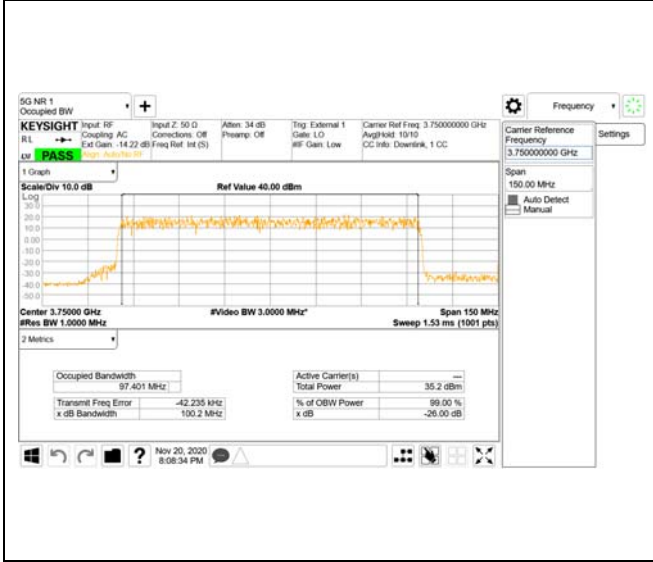 5G NR 1
Occupied BW
Frequency
KEYSIGHT
R L
PASS
Input: RF
Coupling: AC
Ext Gain: -14.22 dB
Align: Auto/No RF
Input Z: 50 Ω
Corrections: Off
Freq Ref: Int (S)
Atten: 34 dB
Preamp: Off
Trig: External 1
Gate: LO
#IF Gain: Low
Carrier Ref Freq: 3.750000000 GHz
Avg|Hold: 10/10
CC Info: Downlink, 1 CC
Carrier Reference
Frequency
3.750000000 GHz
Settings
Span
150.00 MHz
Auto Detect
Manual
1 Graph
Scale/Div 10.0 dB
Ref Value 40.00 dBm
Log
30.0
20.0
10.0
0.00
-10.0
-20.0
-30.0
-40.0
-50.0
Center 3.75000 GHz
#Video BW 3.0000 MHz*
Span 150 MHz
#Res BW 1.0000 MHz
Sweep 1.53 ms (1001 pts)
2 Metrics
Occupied Bandwidth
97.401 MHz
Transmit Freq Error -42.235 kHz
x dB Bandwidth 100.2 MHz
Active Carrier(s) ---
Total Power 35.2 dBm
% of OBW Power 99.00 %
x dB -26.00 dB
?
Nov 20, 2020
8:08:34 PM